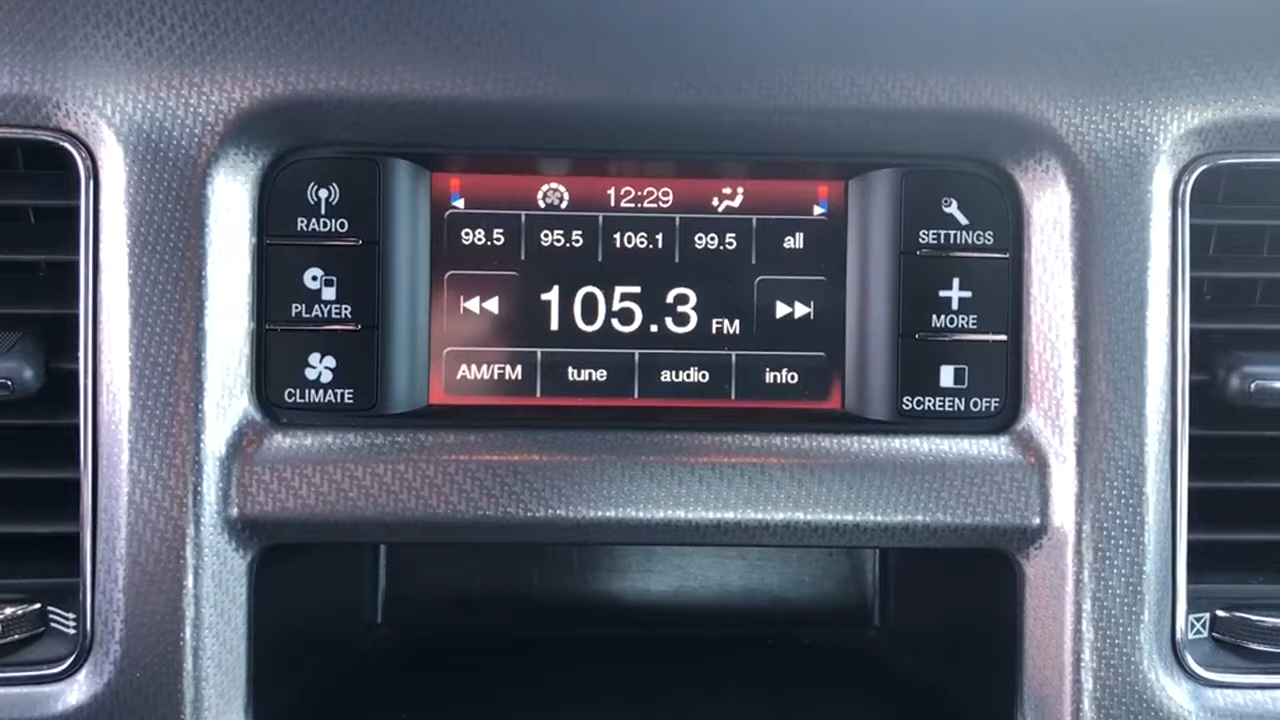 RADIO
PLAYER
CLIMATE
12:29
98.5 95.5 106.1 99.5 all
105.3 FM
AM/FM tune audio info
SETTINGS
MORE
SCREEN OFF